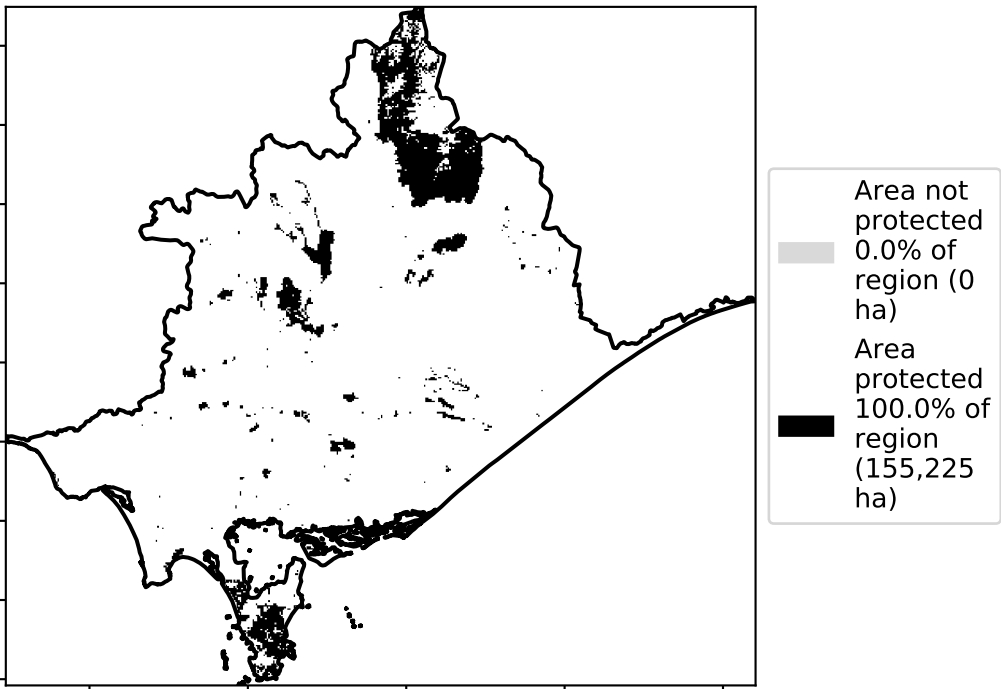 Area not
protected
0.0% of
region (0
ha)
Area
protected
100.0% of
region
(155,225
ha)